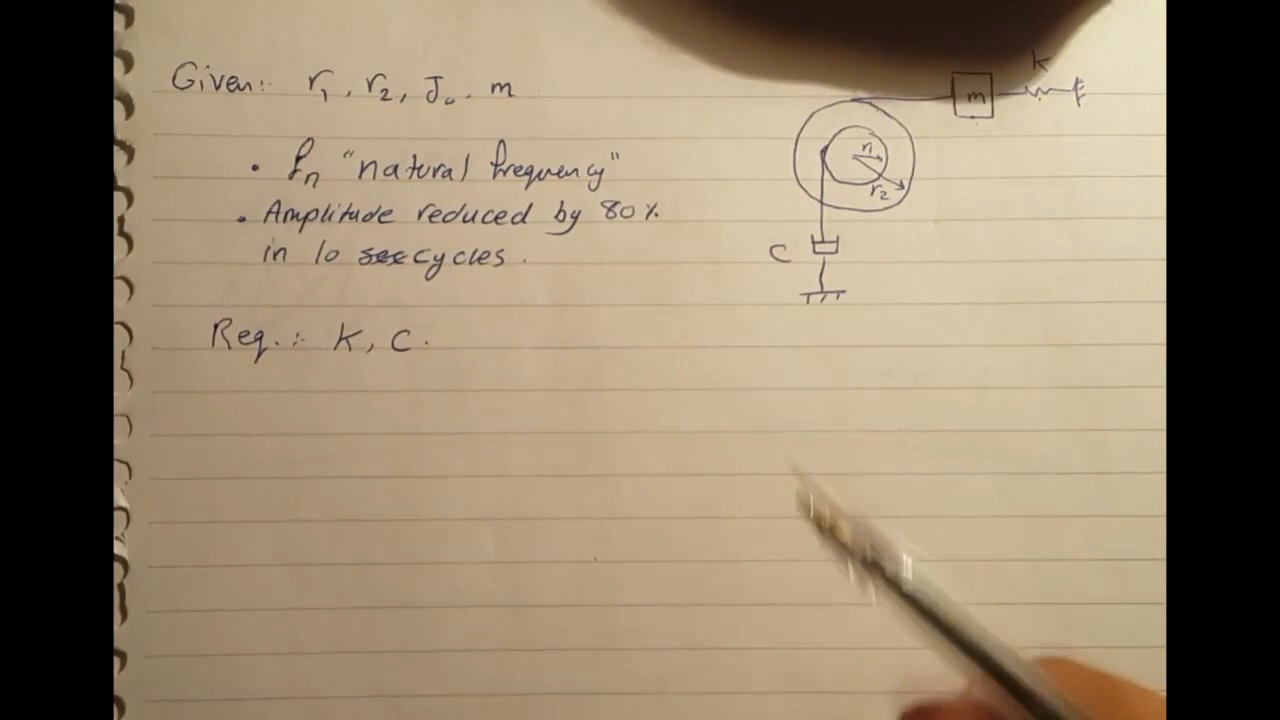 Given:- r₁, r₂, J₀, m
• fₙ "natural frequency"
• Amplitude reduced by 80%
in 10 cycles.
Req.:- K, C.
K
m
r₁
r₂
C